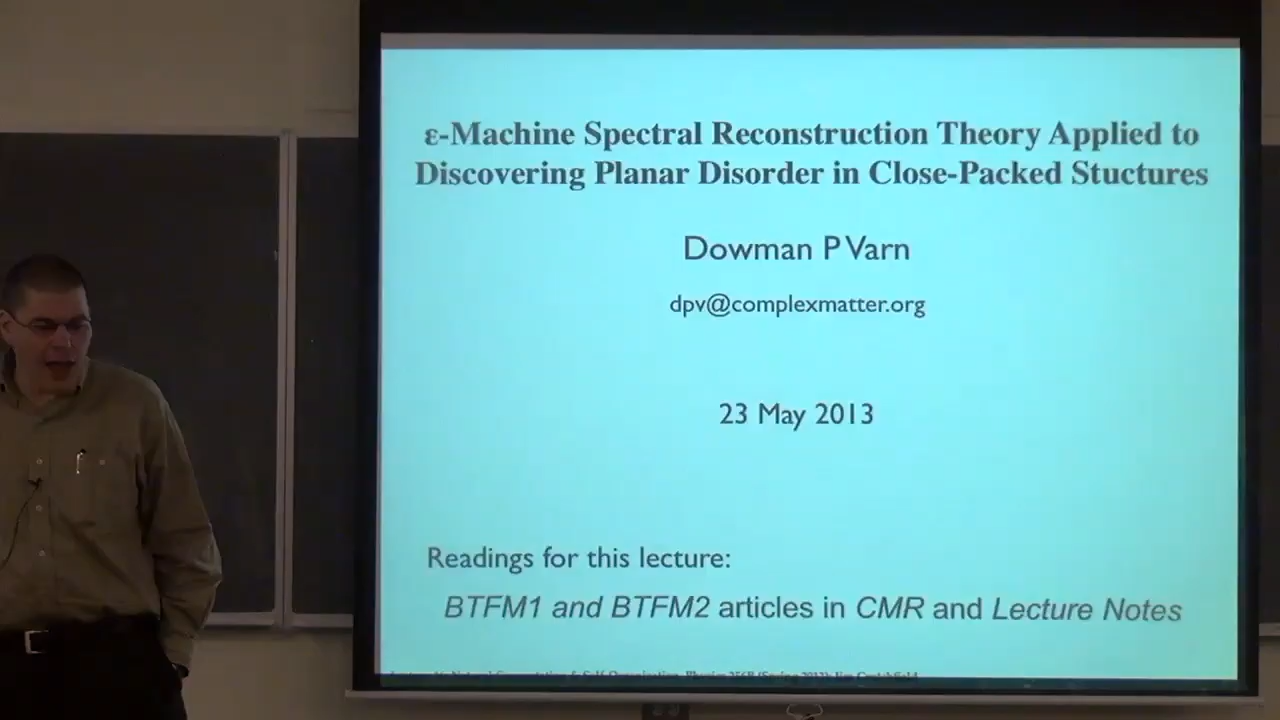 ε-Machine Spectral Reconstruction Theory Applied to
Discovering Planar Disorder in Close-Packed Stuctures
Dowman P Varn
dpv@complexmatter.org
23 May 2013
Readings for this lecture:
BTFM1 and BTFM2 articles in CMR and Lecture Notes